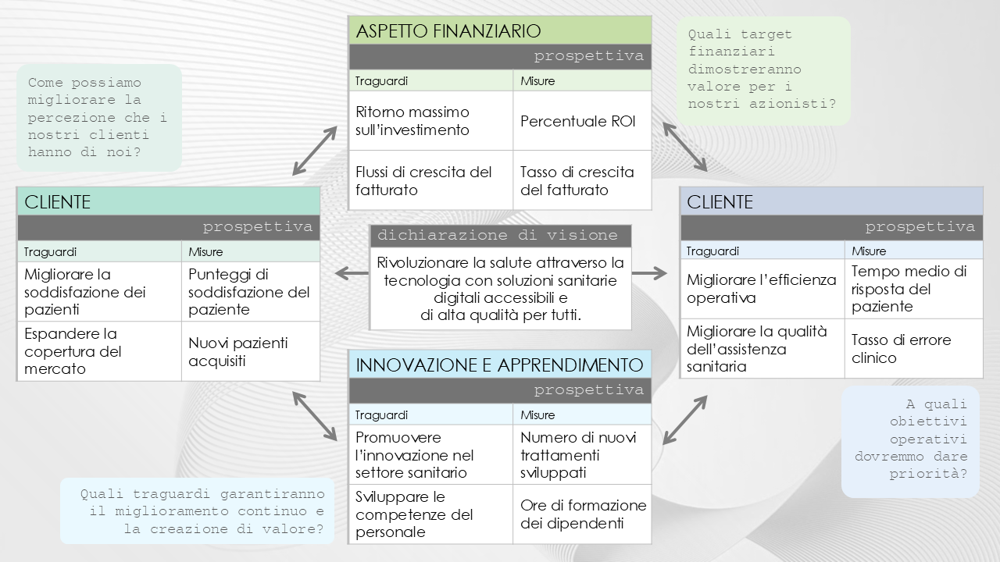 ASPETTO FINANZIARIO
prospettiva
Traguardi
Misure
Ritorno massimo
sull'investimento
Percentuale ROI
Flussi di crescita del
fatturato
Tasso di crescita
del fatturato
Quali target
finanziari
dimostreranno
valore per i
nostri azionisti?
Come possiamo
migliorare la
percezione che i
nostri clienti
hanno di noi?
CLIENTE
prospettiva
Traguardi
Misure
Migliorare la
soddisfazione dei
pazienti
Punteggi di
soddisfazione del
paziente
Espandere la
copertura del
mercato
Nuovi pazienti
acquisiti
dichiarazione di visione
Rivoluzionare la salute attraverso la
tecnologia con soluzioni sanitarie
digitali accessibili e
di alta qualità per tutti.
CLIENTE
prospettiva
Traguardi
Misure
Migliorare l'efficienza
operativa
Tempo medio di
risposta del
paziente
Migliorare la qualità
dell'assistenza
sanitaria
Tasso di errore
clinico
INNOVAZIONE E APPRENDIMENTO
prospettiva
Traguardi
Misure
Promuovere
l'innovazione nel
settore sanitario
Numero di nuovi
trattamenti
sviluppati
Sviluppare le
competenze del
personale
Ore di formazione
dei dipendenti
A quali
obiettivi
operativi
dovremmo dare
priorità?
Quali traguardi garantiranno
il miglioramento continuo e
la creazione di valore?